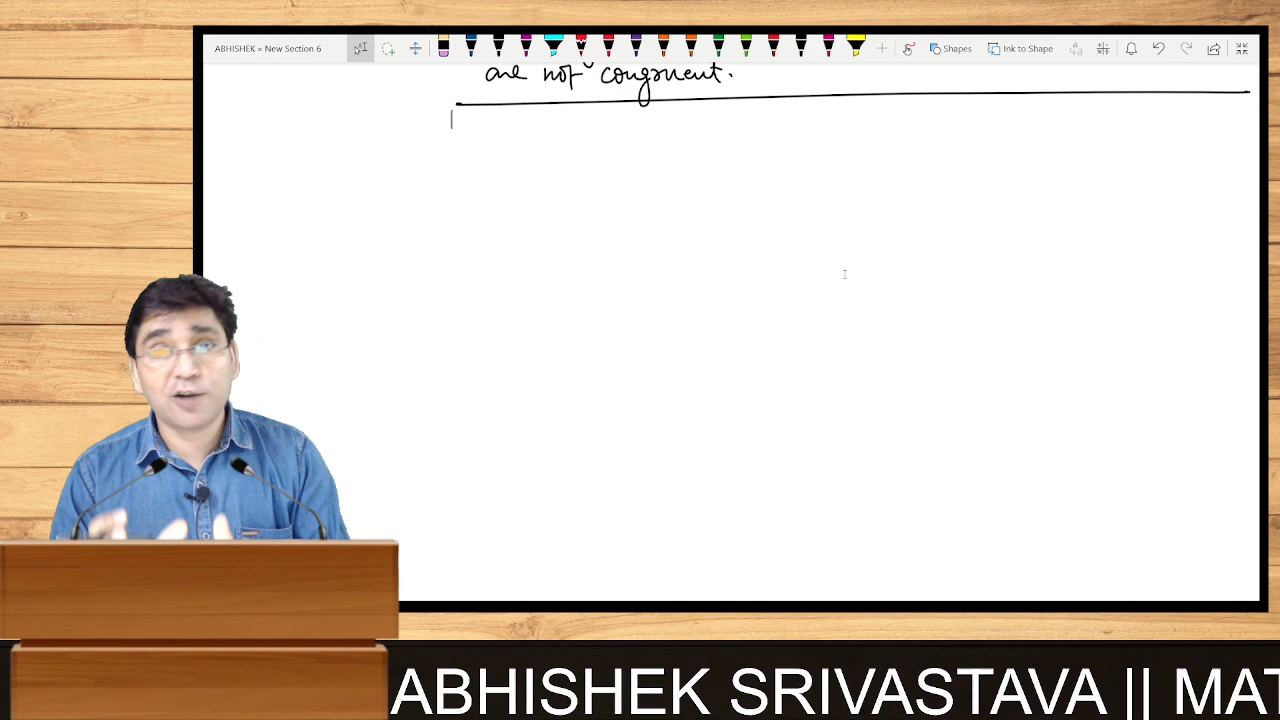 ABHISHEK » New Section 6
Shapes
Ink to Shape
are not congruent.
ABHISHEK SRIVASTAVA || MAT